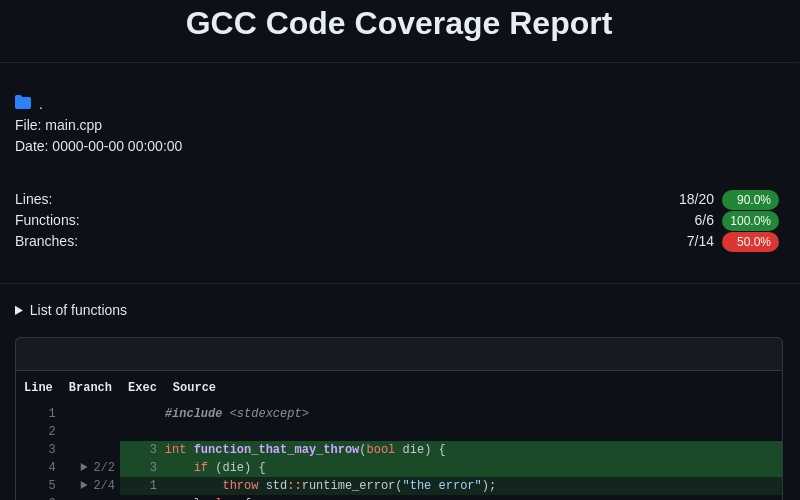 GCC Code Coverage Report
.
File: main.cpp
Date: 0000-00-00 00:00:00
Lines: 18/20 90.0%
Functions: 6/6 100.0%
Branches: 7/14 50.0%
List of functions
Line Branch Exec Source
1 #include <stdexcept>
2
3 3 int function_that_may_throw(bool die) {
4 2/2 3 if (die) {
5 2/4 1 throw std::runtime_error("the error");